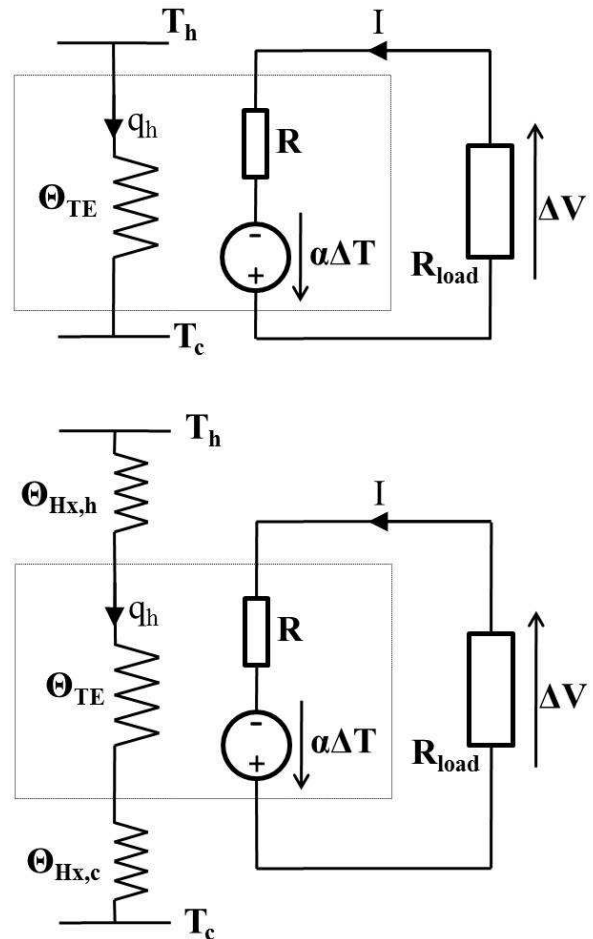 T_h
I
q_h
R
Θ_TE
-
+
αΔT
R_load
ΔV
T_c
T_h
Θ_Hx,h
I
q_h
R
Θ_TE
-
+
αΔT
R_load
ΔV
Θ_Hx,c
T_c